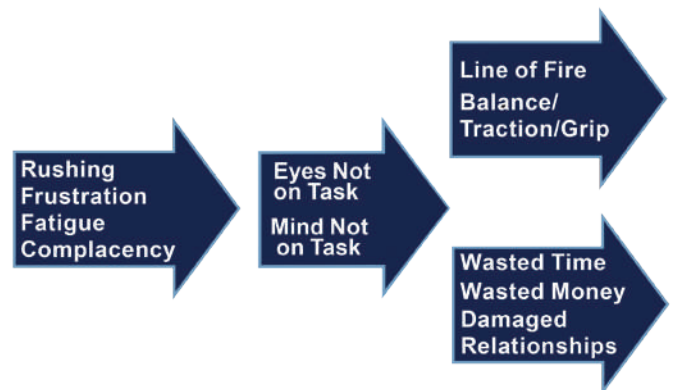 Rushing
Frustration
Fatigue
Complacency
Eyes Not
on Task
Mind Not
on Task
Line of Fire
Balance/
Traction/Grip
Wasted Time
Wasted Money
Damaged
Relationships